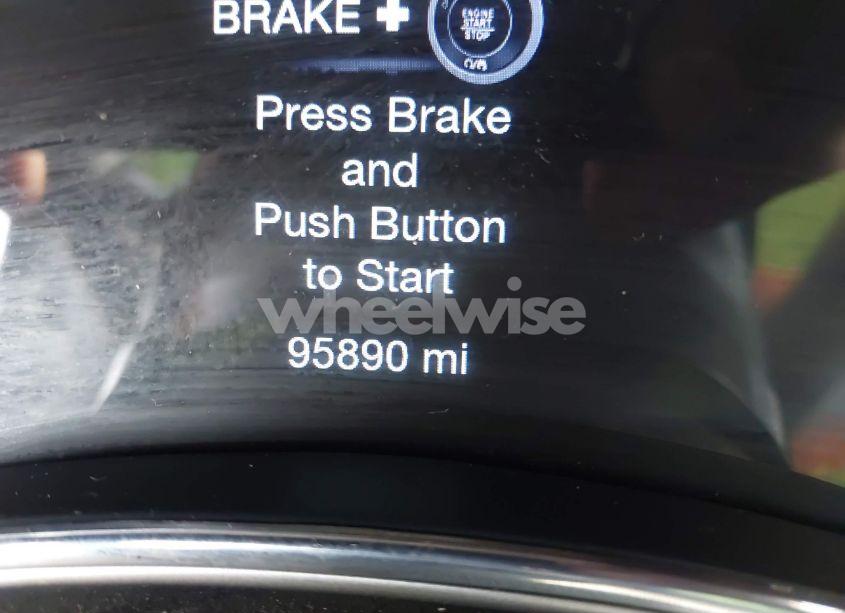 BRAKE +
ENGINE
START
STOP
Press Brake
and
Push Button
to Start
wheelwise
95890 mi